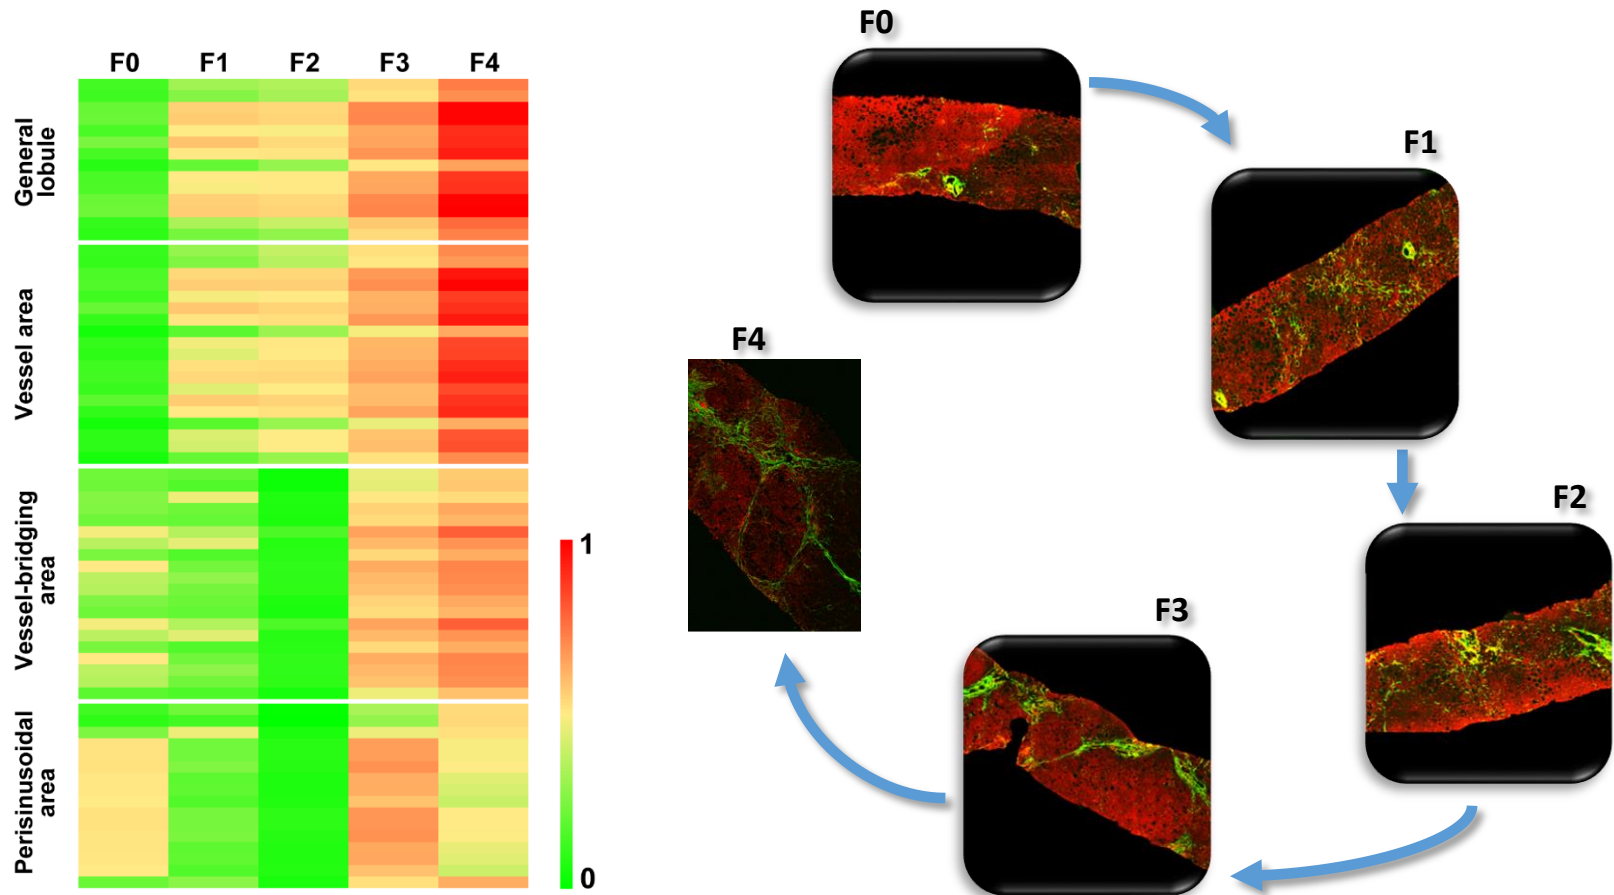 F0 F1 F2 F3 F4
General
lobule
Vessel area
Vessel-bridging
area
Perisinusoidal
area
1
0
F0
F1
F2
F3
F4